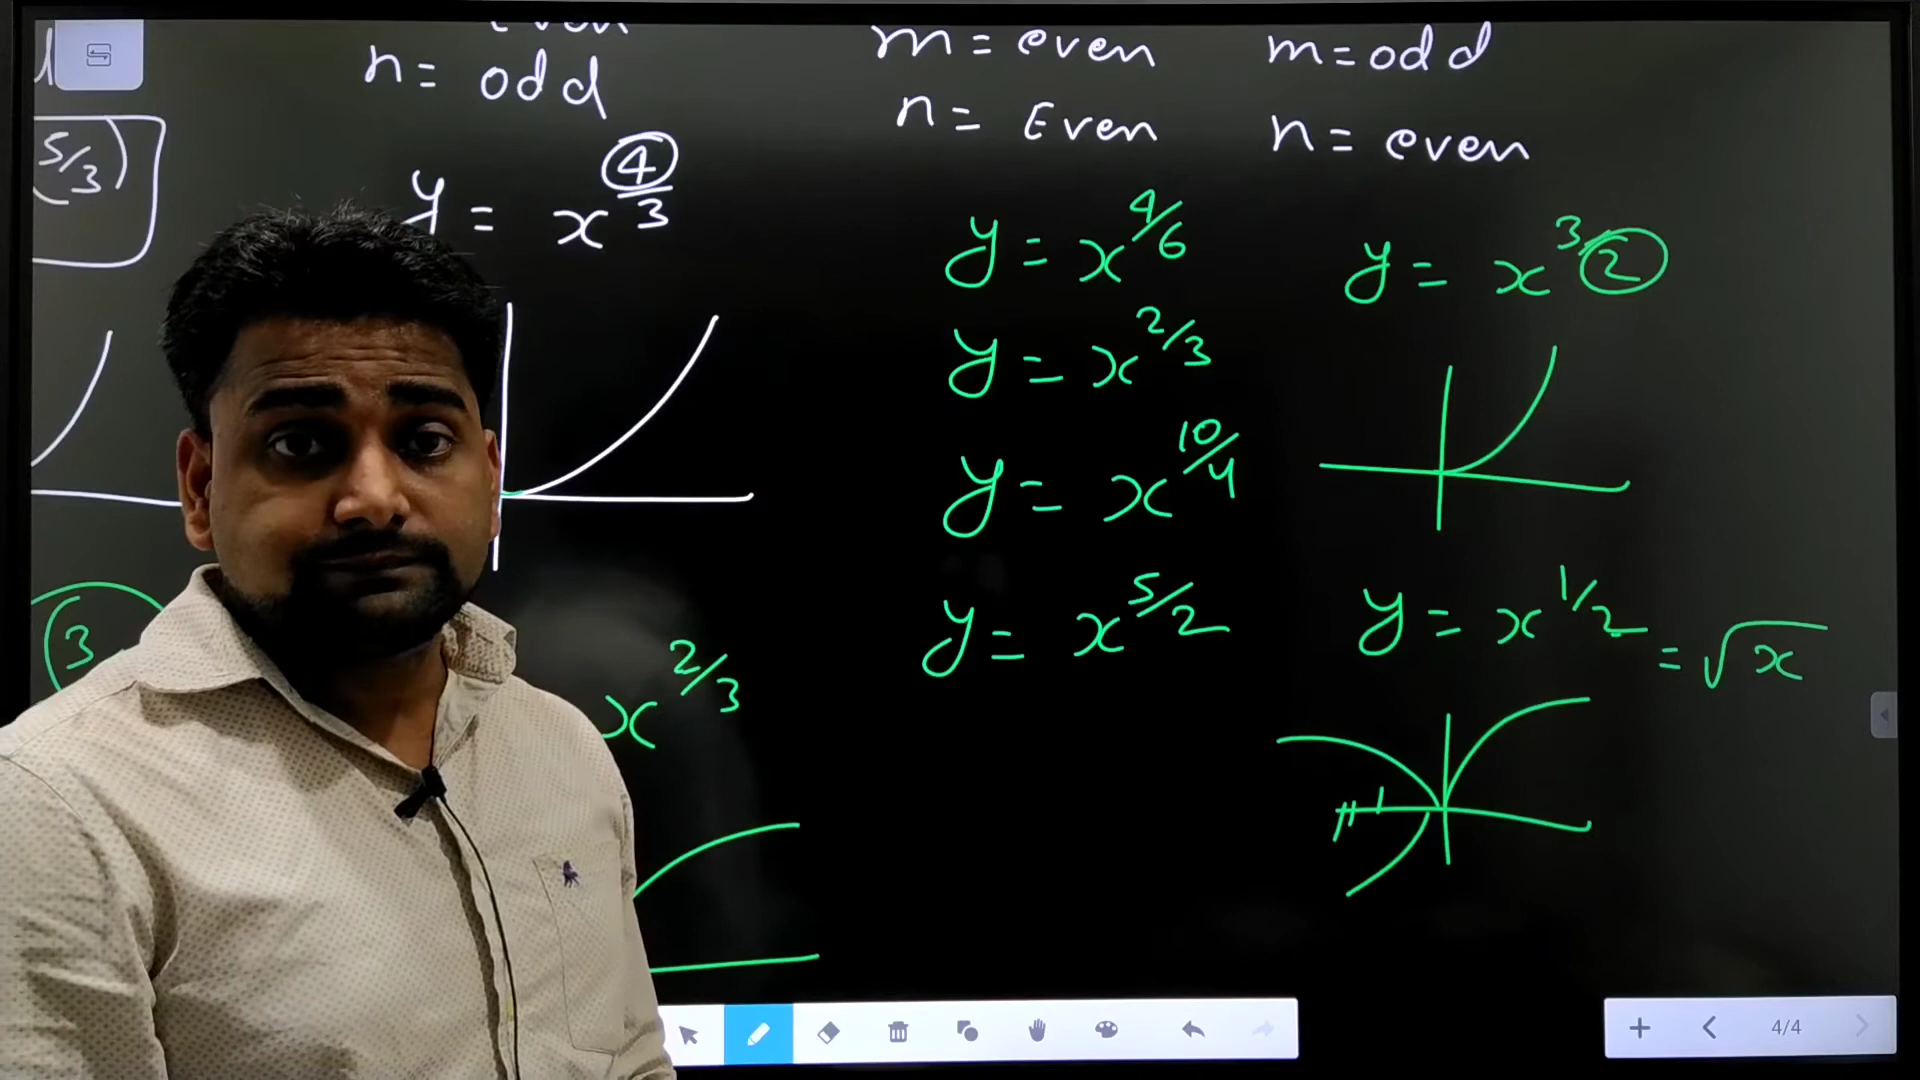 n = odd
5/3)
y = x 4/3
3
x 2/3
m = even
n = Even
y = x 4/6
y = x 2/3
y = x 10/4
y = x 5/2
m = odd
n = even
y = x 3/2
y = x 1/2 = √x
4/4